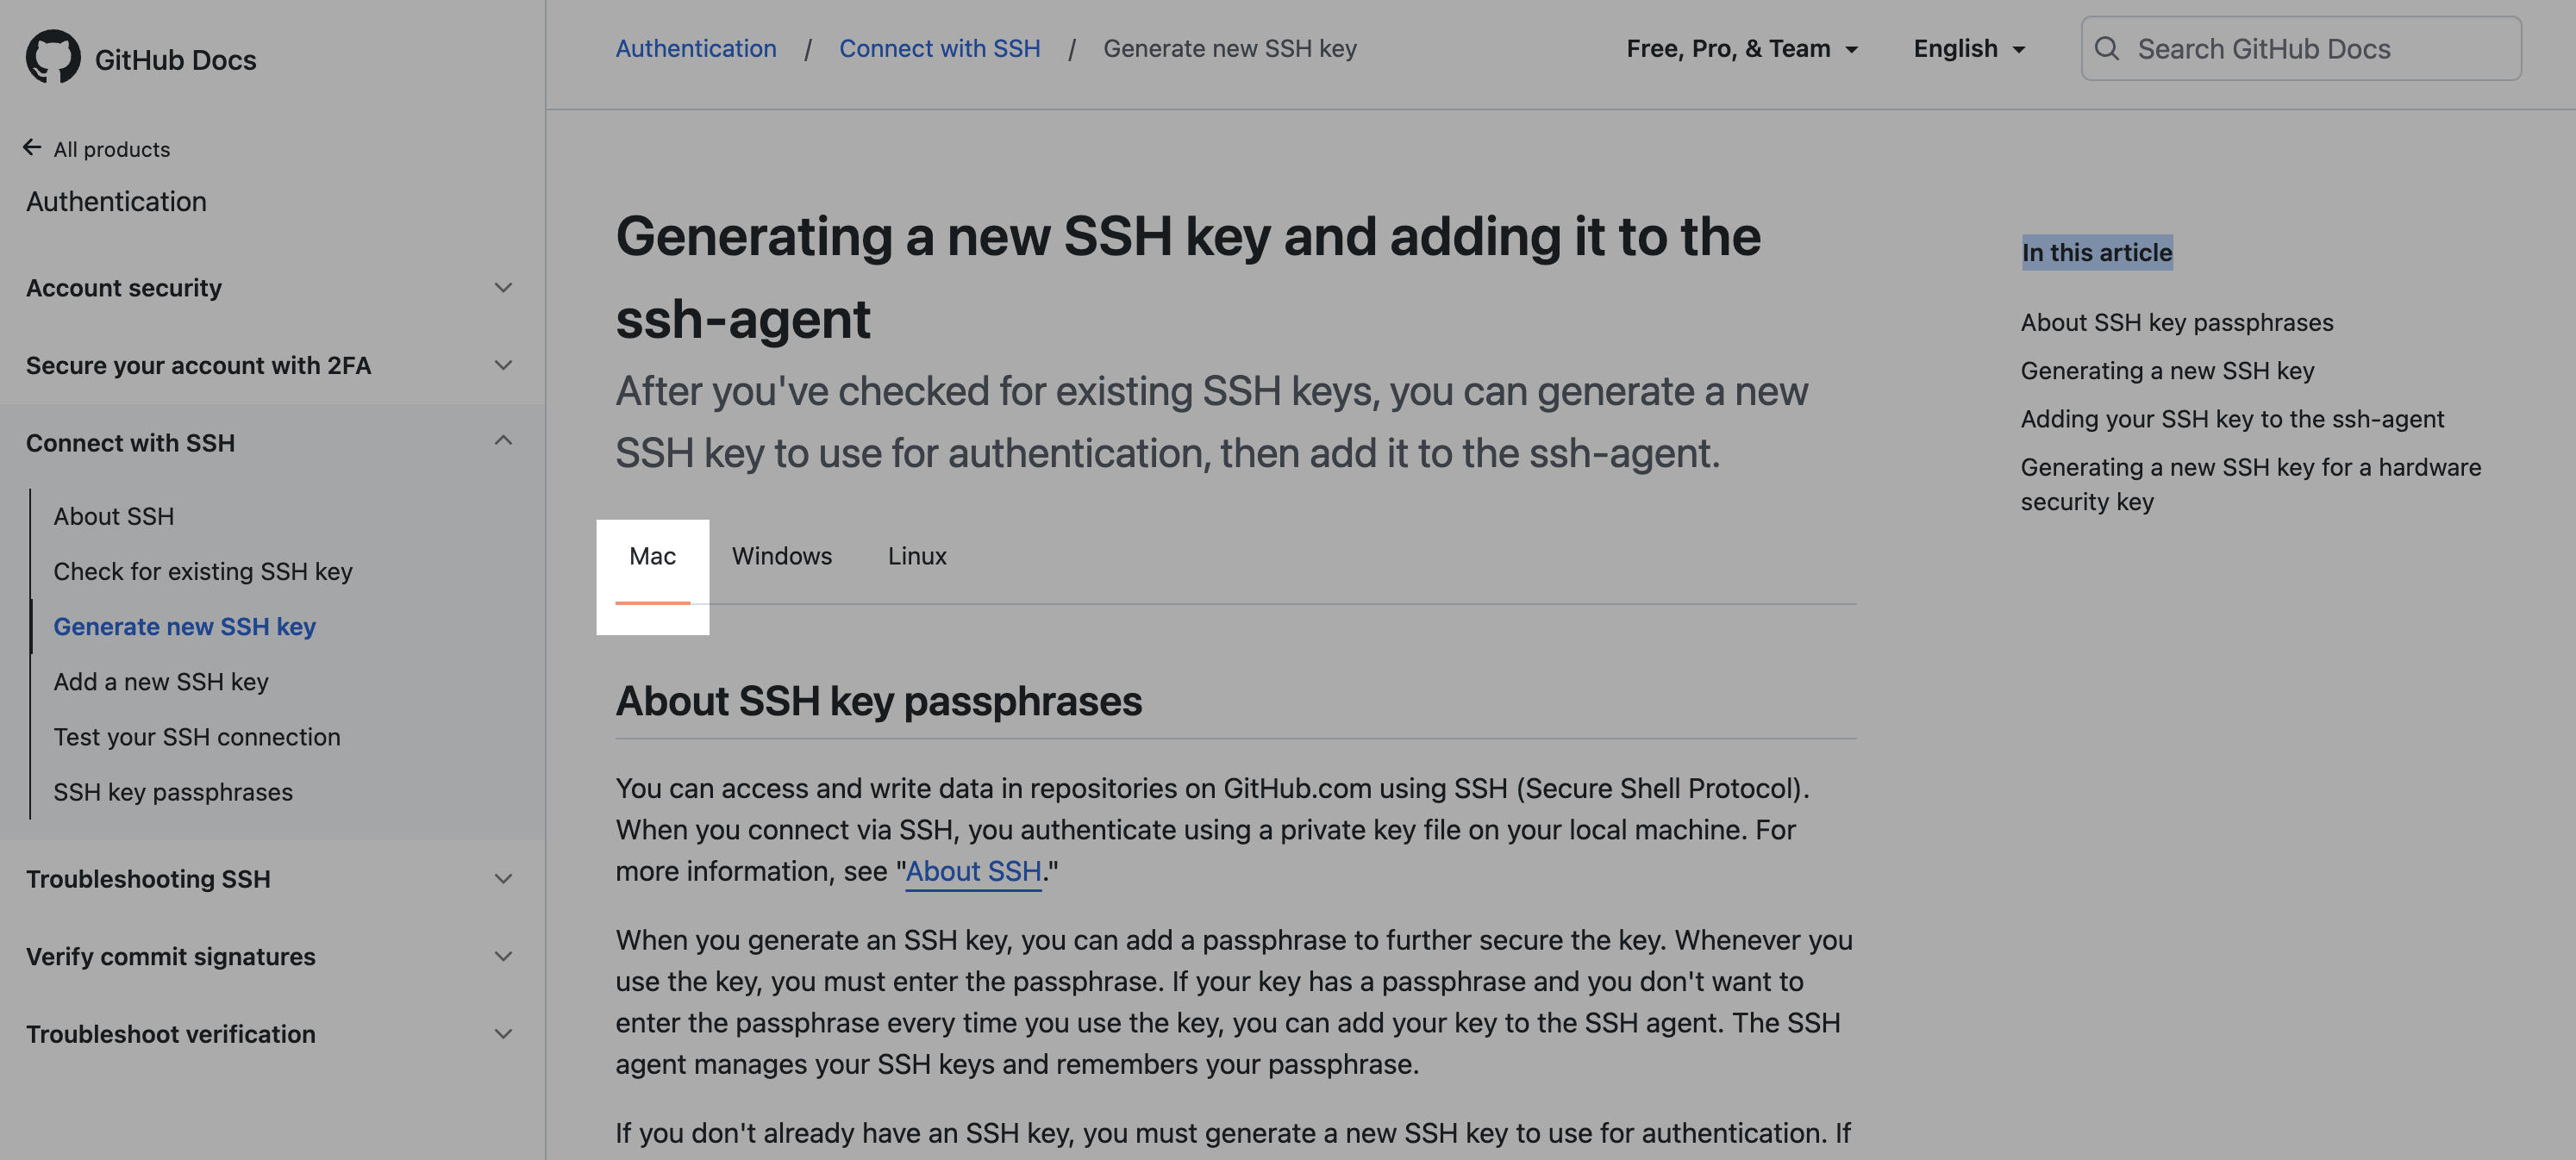 GitHub Docs
All products
Authentication
Account security
Secure your account with 2FA
Connect with SSH
About SSH
Check for existing SSH key
Generate new SSH key
Add a new SSH key
Test your SSH connection
SSH key passphrases
Troubleshooting SSH
Verify commit signatures
Troubleshoot verification
Authentication / Connect with SSH / Generate new SSH key
Free, Pro, & Team
English
Search GitHub Docs
Generating a new SSH key and adding it to the
ssh-agent
After you've checked for existing SSH keys, you can generate a new
SSH key to use for authentication, then add it to the ssh-agent.
Mac Windows Linux
About SSH key passphrases
You can access and write data in repositories on GitHub.com using SSH (Secure Shell Protocol).
When you connect via SSH, you authenticate using a private key file on your local machine. For
more information, see "About SSH."
When you generate an SSH key, you can add a passphrase to further secure the key. Whenever you
use the key, you must enter the passphrase. If your key has a passphrase and you don't want to
enter the passphrase every time you use the key, you can add your key to the SSH agent. The SSH
agent manages your SSH keys and remembers your passphrase.
If you don't already have an SSH key, you must generate a new SSH key to use for authentication. If
In this article
About SSH key passphrases
Generating a new SSH key
Adding your SSH key to the ssh-agent
Generating a new SSH key for a hardware
security key